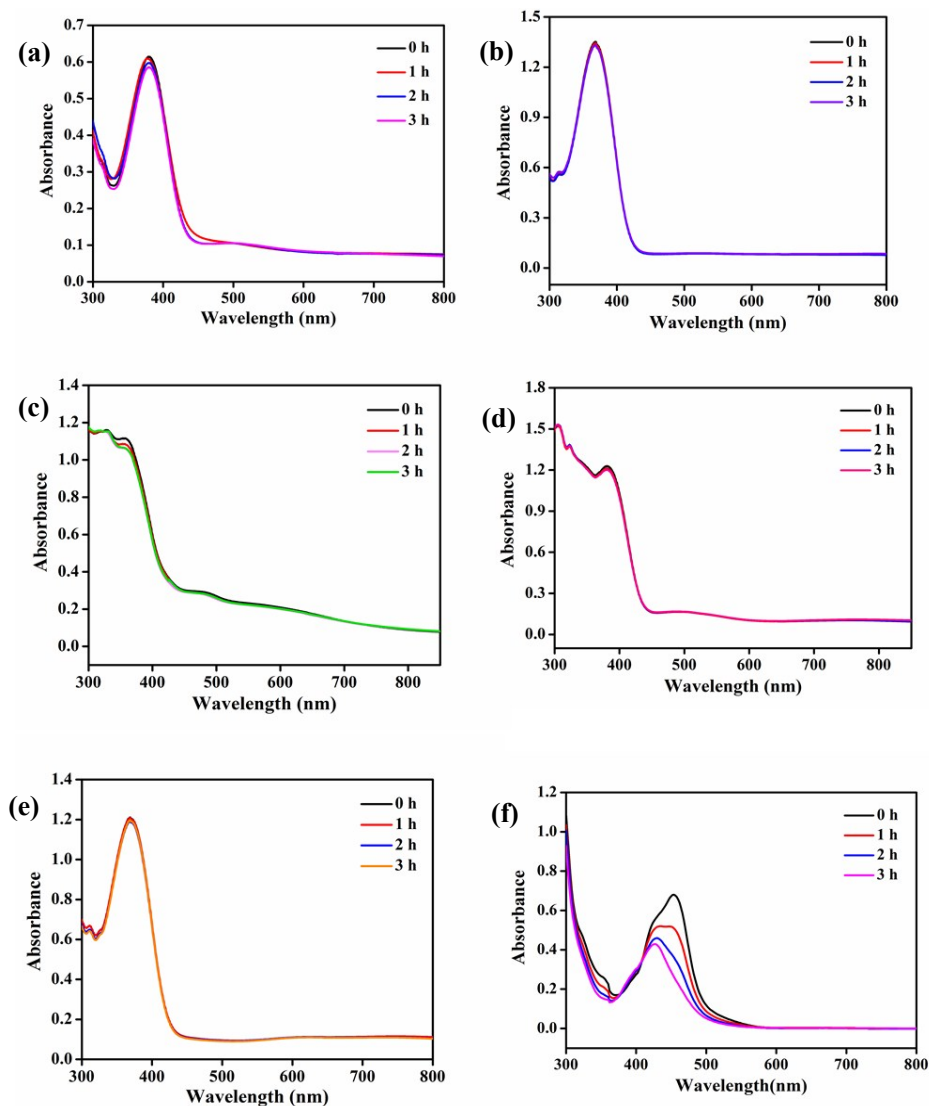 (a)
0.7
0.6
0.5
0.4
0.3
0.2
0.1
0.0
Absorbance
0 h
1 h
2 h
3 h
300 400 500 600 700 800
Wavelength (nm)
(b)
1.5
1.2
0.9
0.6
0.3
0.0
Absorbance
0 h
1 h
2 h
3 h
300 400 500 600 700 800
Wavelength (nm)
(c)
1.4
1.2
1.0
0.8
0.6
0.4
0.2
0.0
Absorbance
0 h
1 h
2 h
3 h
300 400 500 600 700 800
Wavelength (nm)
(d)
1.8
1.5
1.2
0.9
0.6
0.3
0.0
Absorbance
0 h
1 h
2 h
3 h
300 400 500 600 700 800
Wavelength (nm)
(e)
1.4
1.2
1.0
0.8
0.6
0.4
0.2
0.0
Absorbance
0 h
1 h
2 h
3 h
300 400 500 600 700 800
Wavelength (nm)
(f)
1.2
1.0
0.8
0.6
0.4
0.2
0.0
Absorbance
0 h
1 h
2 h
3 h
300 400 500 600 700 800
Wavelength(nm)